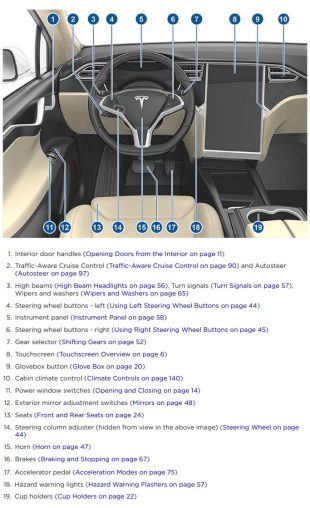 1 2 3 4 5 6 7 8 9 10
11 12 13 14 15 16 17 18 19
1. Interior door handles (Opening Doors from the Interior on page 11)
2. Traffic-Aware Cruise Control (Traffic-Aware Cruise Control on page 90) and Autosteer
(Autosteer on page 97)
3. High beams (High Beam Headlights on page 56), Turn signals (Turn Signals on page 57),
Wipers and washers (Wipers and Washers on page 65)
4. Steering wheel buttons - left (Using Left Steering Wheel Buttons on page 44)
5. Instrument panel (Instrument Panel on page 58)
6. Steering wheel buttons - right (Using Right Steering Wheel Buttons on page 45)
7. Gear selector (Shifting Gears on page 52)
8. Touchscreen (Touchscreen Overview on page 6)
9. Glovebox button (Glove Box on page 20)
10. Cabin climate control (Climate Controls on page 140)
11. Power window switches (Opening and Closing on page 14)
12. Exterior mirror adjustment switches (Mirrors on page 48)
13. Seats (Front and Rear Seats on page 24)
14. Steering column adjuster (hidden from view in the above image) (Steering Wheel on page
44)
15. Horn (Horn on page 47)
16. Brakes (Braking and Stopping on page 67)
17. Accelerator pedal (Acceleration Modes on page 75)
18. Hazard warning lights (Hazard Warning Flashers on page 57)
19. Cup holders (Cup Holders on page 22)